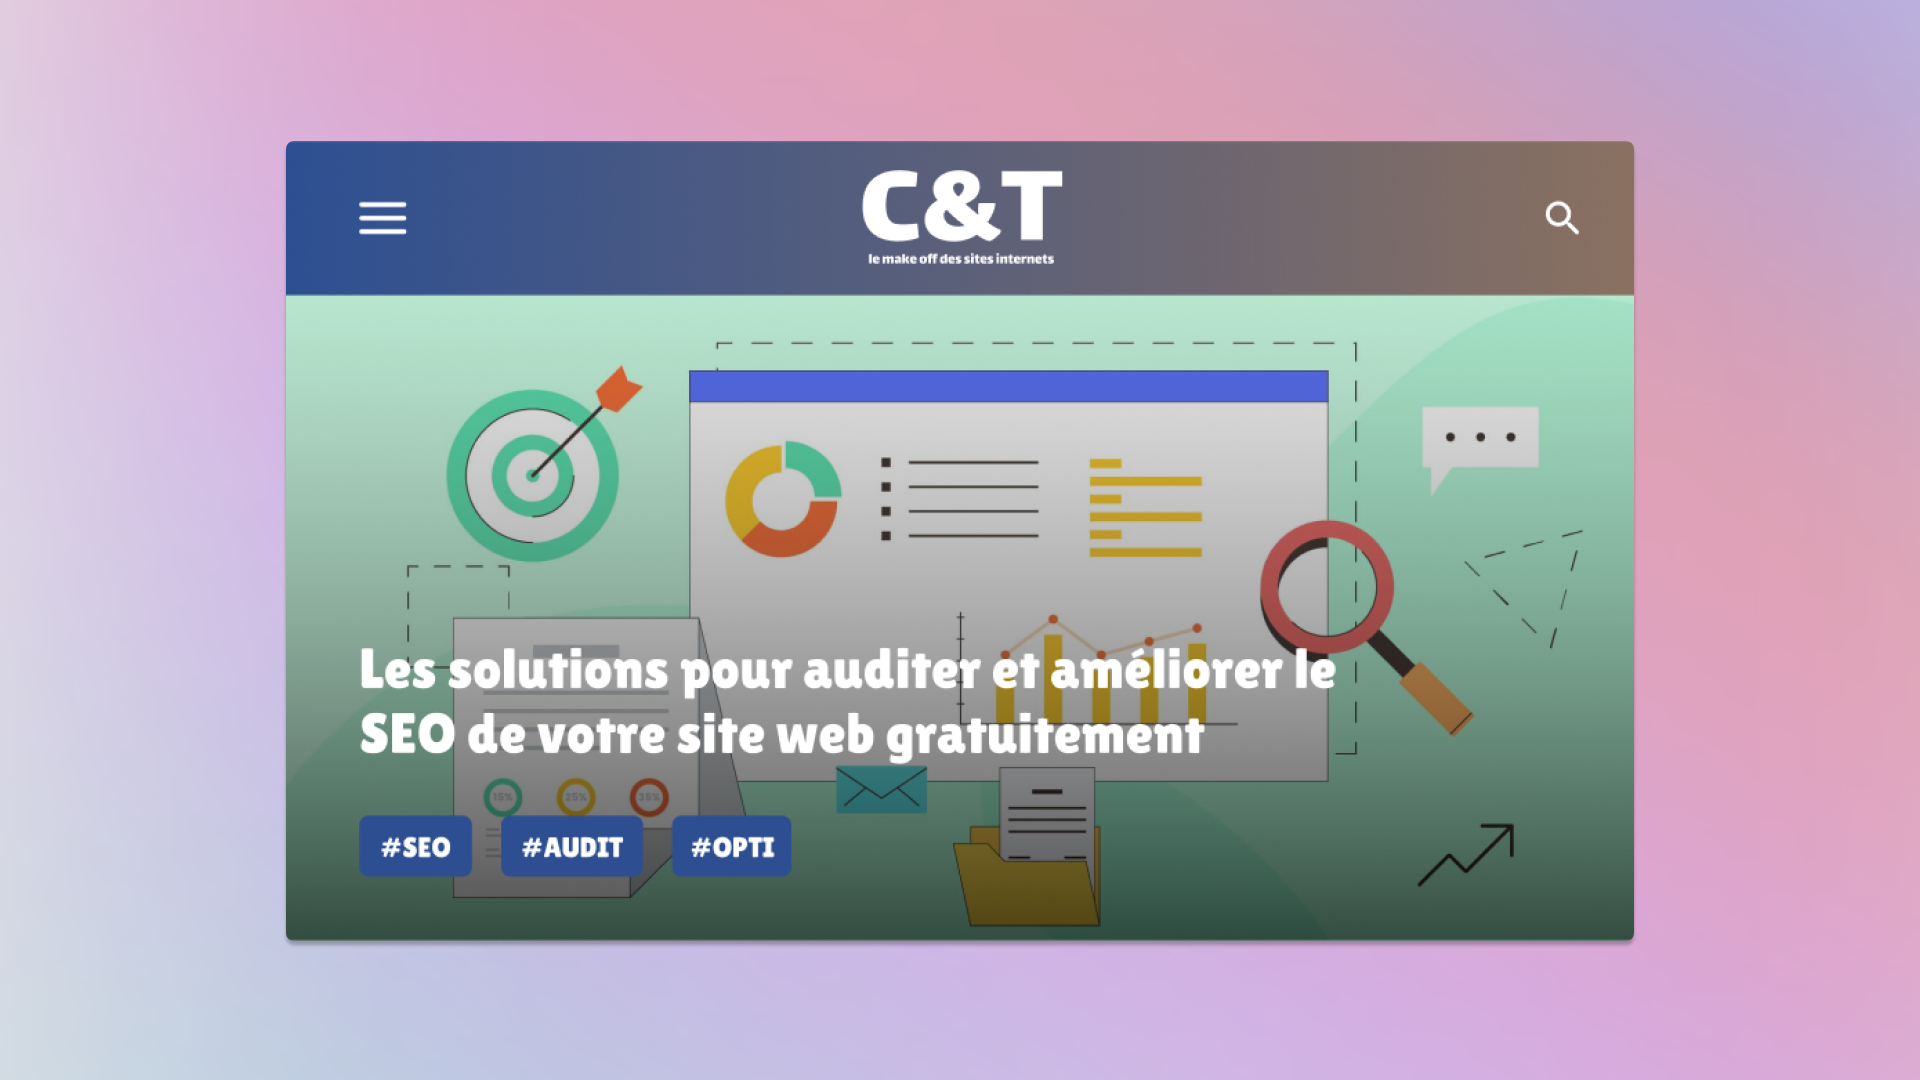 C&T
le make off des sites internets
Les solutions pour auditer et améliorer le
SEO de votre site web gratuitement
15%
25%
35%
#SEO
#AUDIT
#OPTI